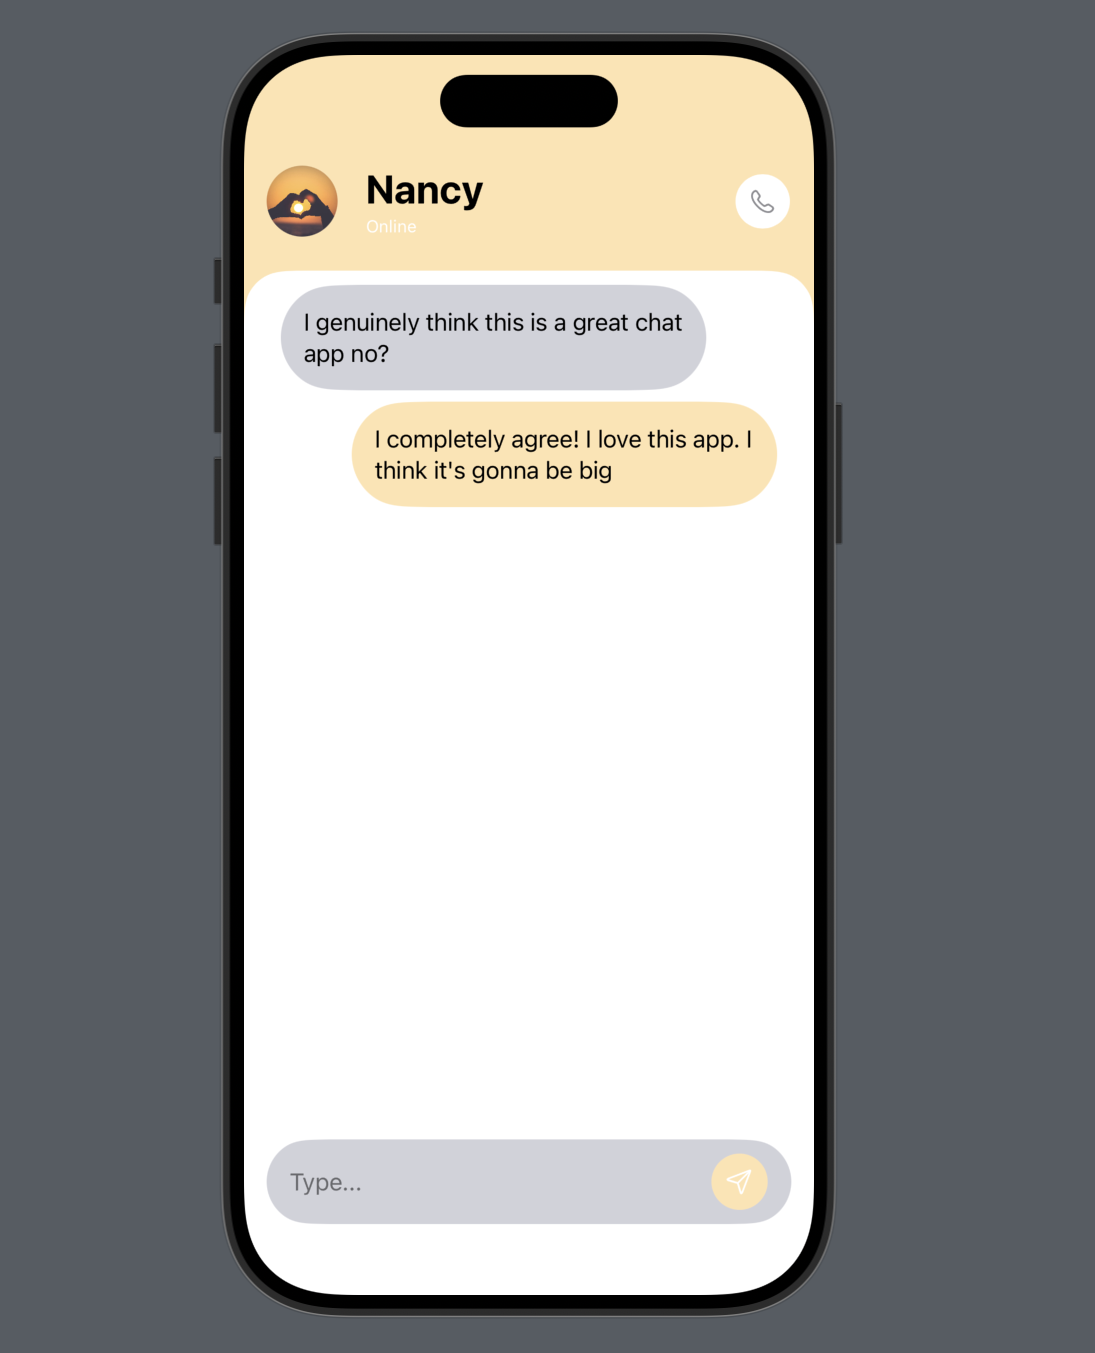 Nancy
Online
I genuinely think this is a great chat
app no?
I completely agree! I love this app. I
think it's gonna be big
Type...